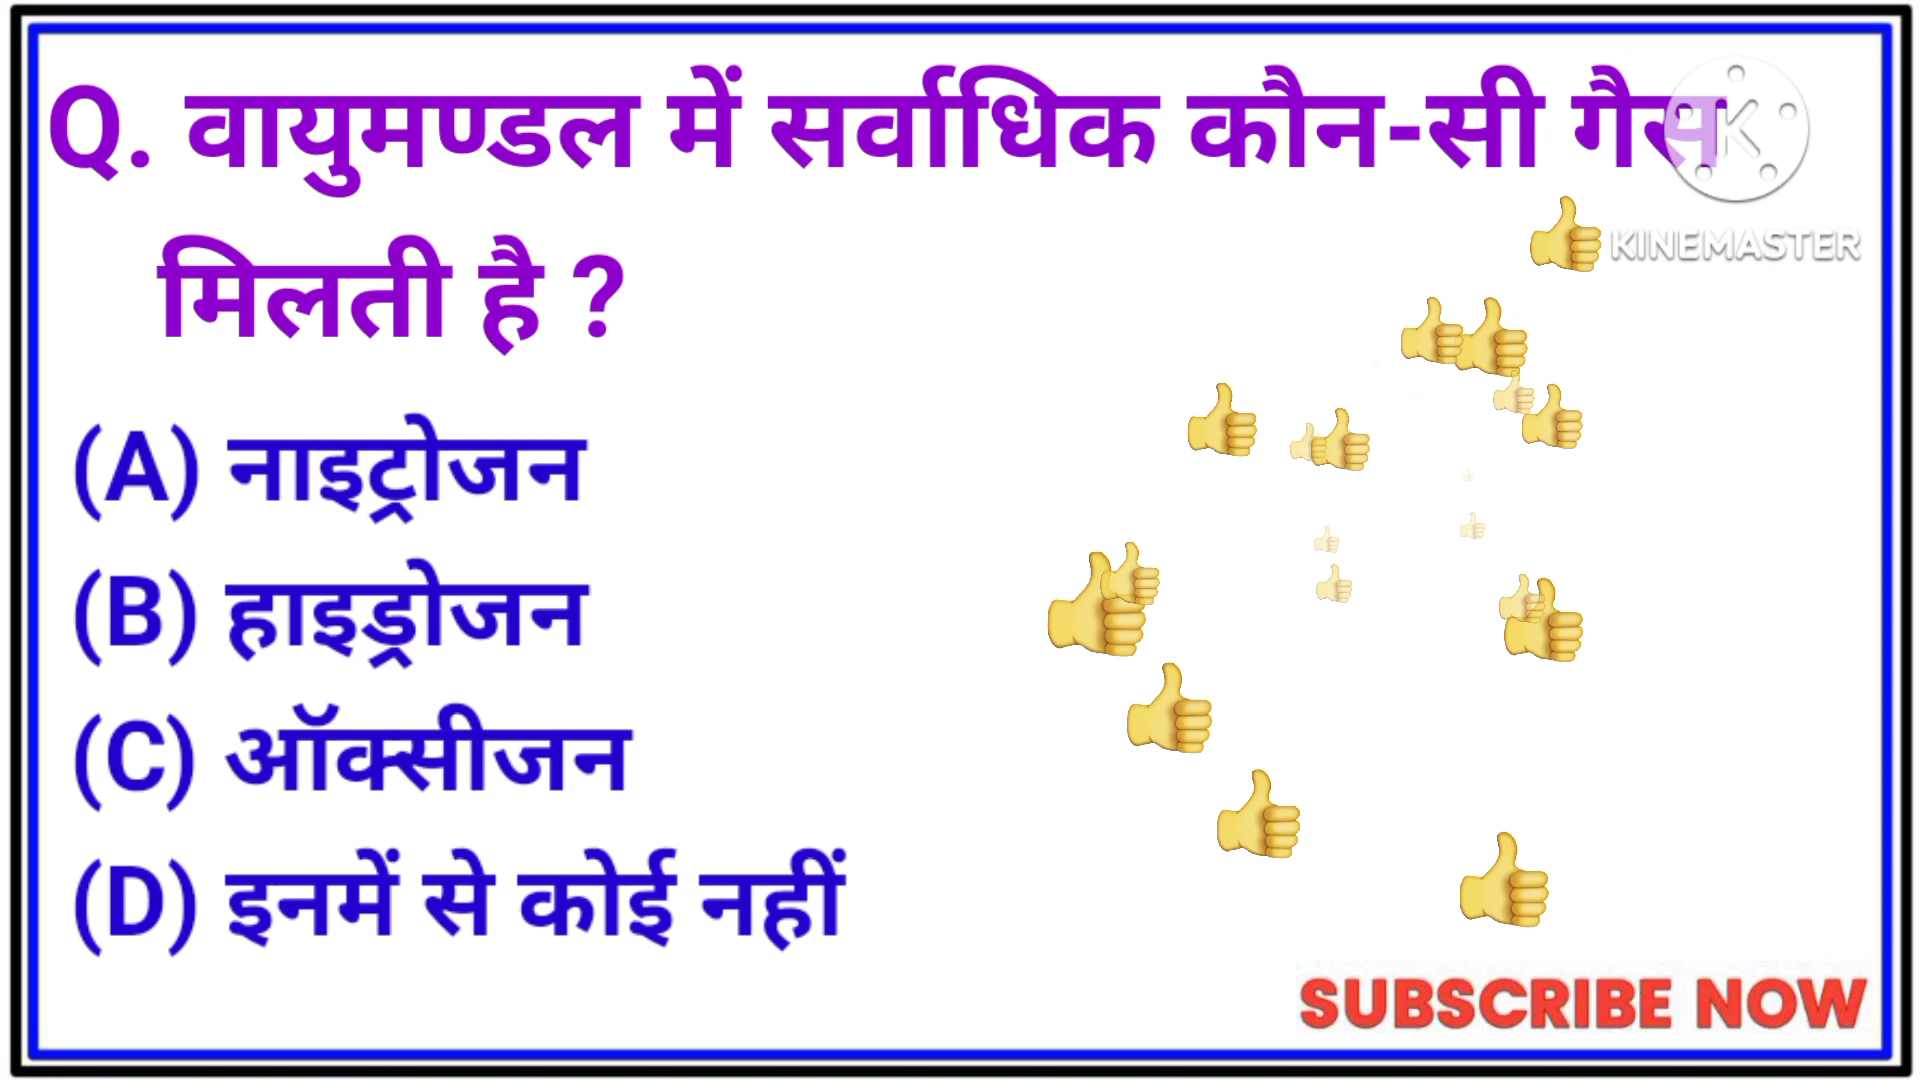 Q. वायुमण्डल में सर्वाधिक कौन-सी गैस
मिलती है ?
KINEMASTER
(A) नाइट्रोजन
(B) हाइड्रोजन
(C) ऑक्सीजन
(D) इनमें से कोई नहीं
SUBSCRIBE NOW